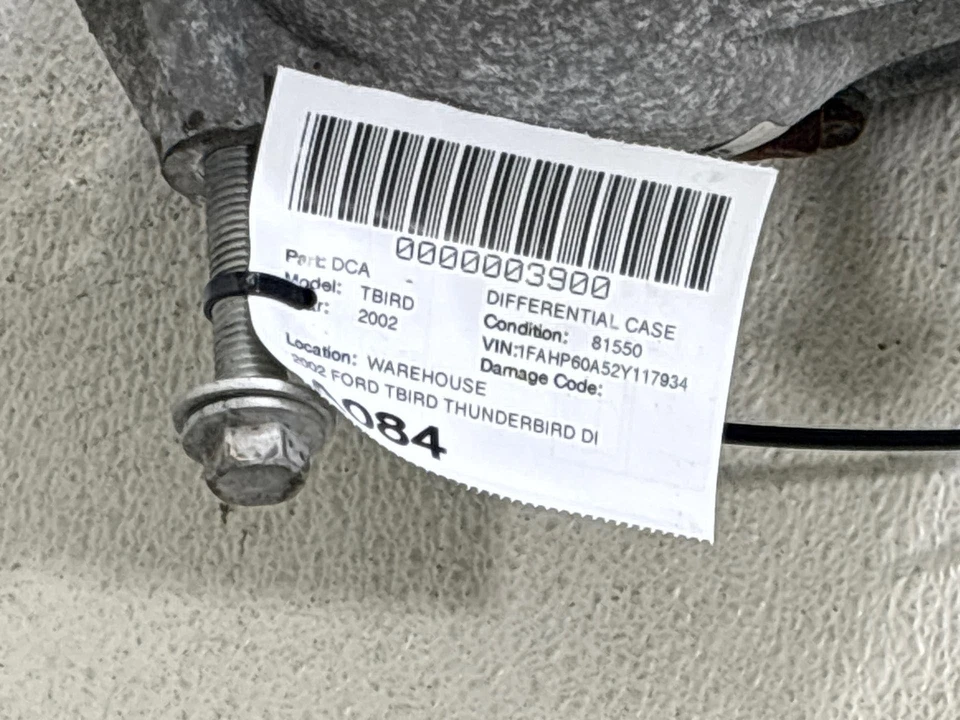 0000003900
Part: DCA
DIFFERENTIAL CASE
Model: TBIRD
Condition: 81550
2002
VIN:1FAHP60A52Y117934
Damage Code:
Location: WAREHOUSE
2002 FORD TBIRD THUNDERBIRD DI
084